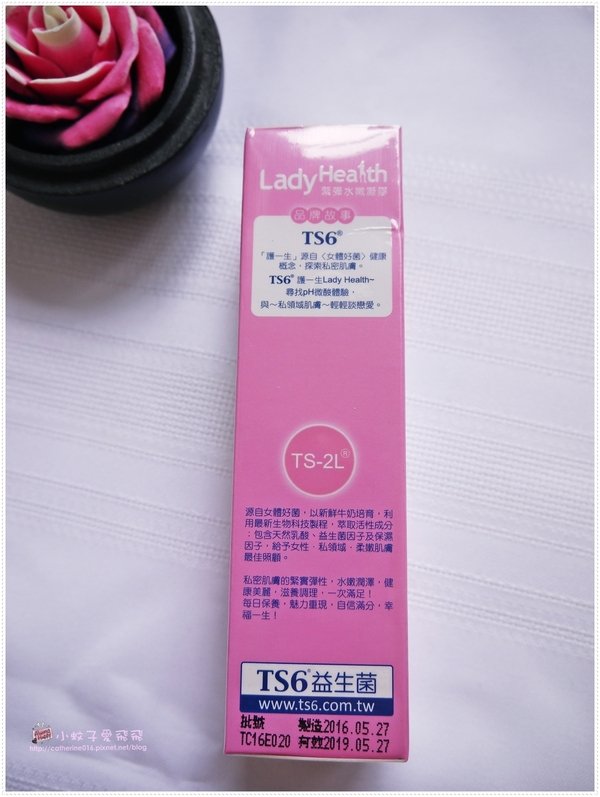 Lady Health
蒟彈水嫩凝膠
品牌故事
TS6®
「護一生」源自〈女體好菌〉健康
概念，探索私密肌膚。
TS6® 護一生Lady Health~
尋找pH微酸體驗，
與～私領域肌膚～輕輕談戀愛。
TS-2L®
源自女體好菌，以新鮮牛奶培育，利
用最新生物科技製程，萃取活性成分
：包含天然乳酸、益生菌因子及保濕
因子，給予女性‧私領域‧柔嫩肌膚
最佳照顧。
私密肌膚的緊實彈性，水嫩潤澤，健
康美麗，滋養調理，一次滿足！
每日保養，魅力重現，自信滿分，幸
福一生！
TS6®益生菌
www.ts6.com.tw
批號 製造2016.05.27
TC16E020 有效2019.05.27
小蚊子愛飛飛
http://catherine016.pixnet.net/blog